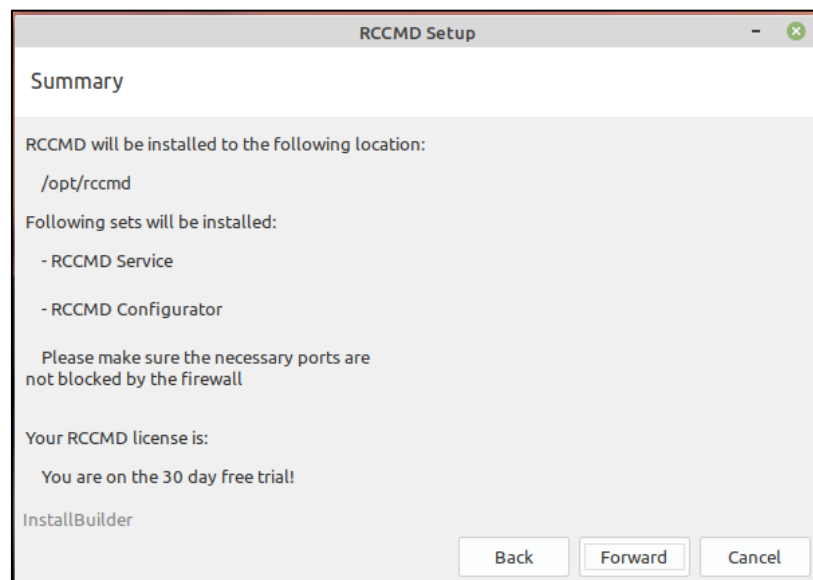 RCCMD Setup
Summary
RCCMD will be installed to the following location:
/opt/rccmd
Following sets will be installed:
- RCCMD Service
- RCCMD Configurator
Please make sure the necessary ports are
not blocked by the firewall
Your RCCMD license is:
You are on the 30 day free trial!
InstallBuilder
Back Forward Cancel